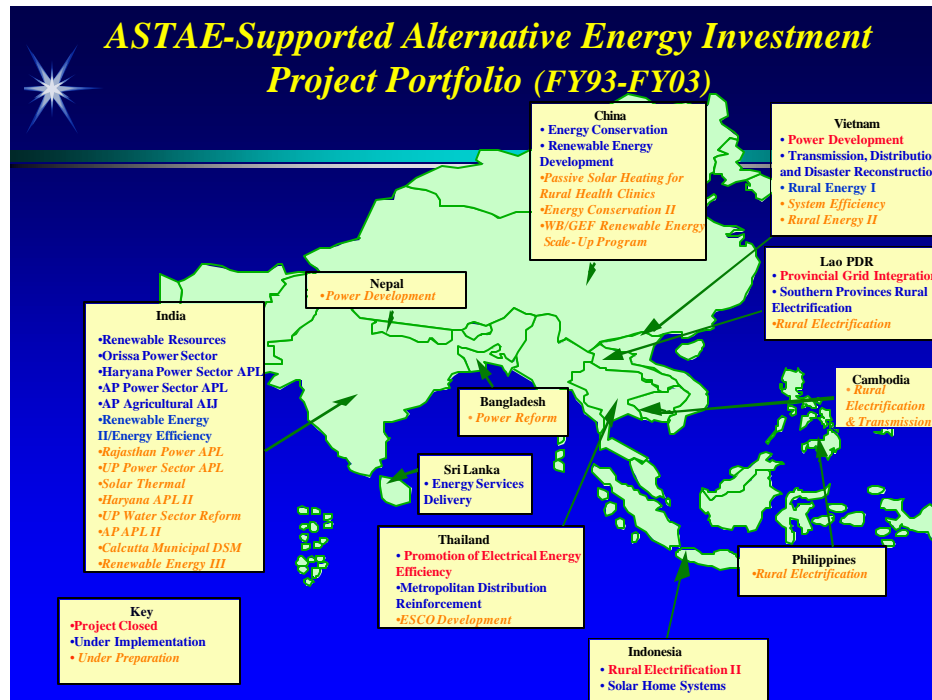 ASTAE-Supported Alternative Energy Investment
Project Portfolio (FY93-FY03)
China
• Energy Conservation
• Renewable Energy
Development
•Passive Solar Heating for
Rural Health Clinics
•Energy Conservation II
•WB/GEF Renewable Energy
Scale-Up Program
Vietnam
• Power Development
• Transmission, Distributio
and Disaster Reconstruction
• Rural Energy I
• System Efficiency
• Rural Energy II
Lao PDR
• Provincial Grid Integration
• Southern Provinces Rural
Electrification
•Rural Electrification
Nepal
•Power Development
India
•Renewable Resources
•Orissa Power Sector
•Haryana Power Sector APL
•AP Power Sector APL
•AP Agricultural AIJ
•Renewable Energy
II/Energy Efficiency
•Rajasthan Power APL
•UP Power Sector APL
•Solar Thermal
•Haryana APL II
•UP Water Sector Reform
•AP APL II
•Calcutta Municipal DSM
•Renewable Energy III
Cambodia
• Rural
Electrification
& Transmission
Bangladesh
• Power Reform
Sri Lanka
• Energy Services
Delivery
Thailand
• Promotion of Electrical Energy
Efficiency
•Metropolitan Distribution
Reinforcement
•ESCO Development
Philippines
•Rural Electrification
Key
•Project Closed
•Under Implementation
• Under Preparation
Indonesia
• Rural Electrification II
• Solar Home Systems